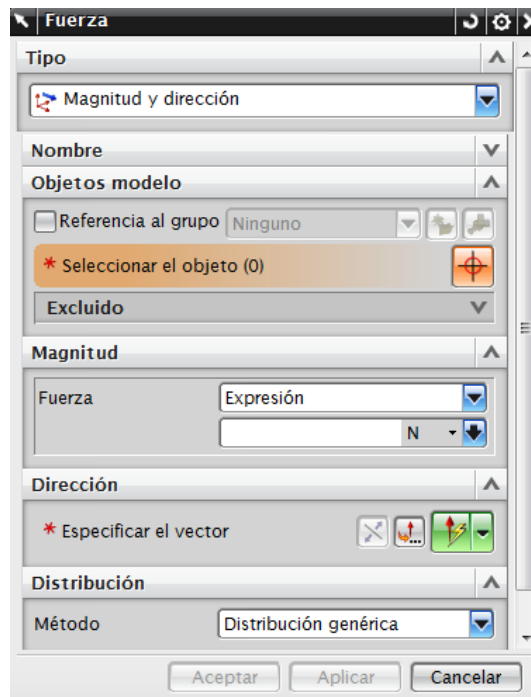 Fuerza
Tipo
Magnitud y dirección
Nombre
Objetos modelo
Referencia al grupo Ninguno
* Seleccionar el objeto (0)
Excluido
Magnitud
Fuerza Expresión
N
Dirección
* Especificar el vector
Distribución
Método Distribución genérica
Aceptar Aplicar Cancelar